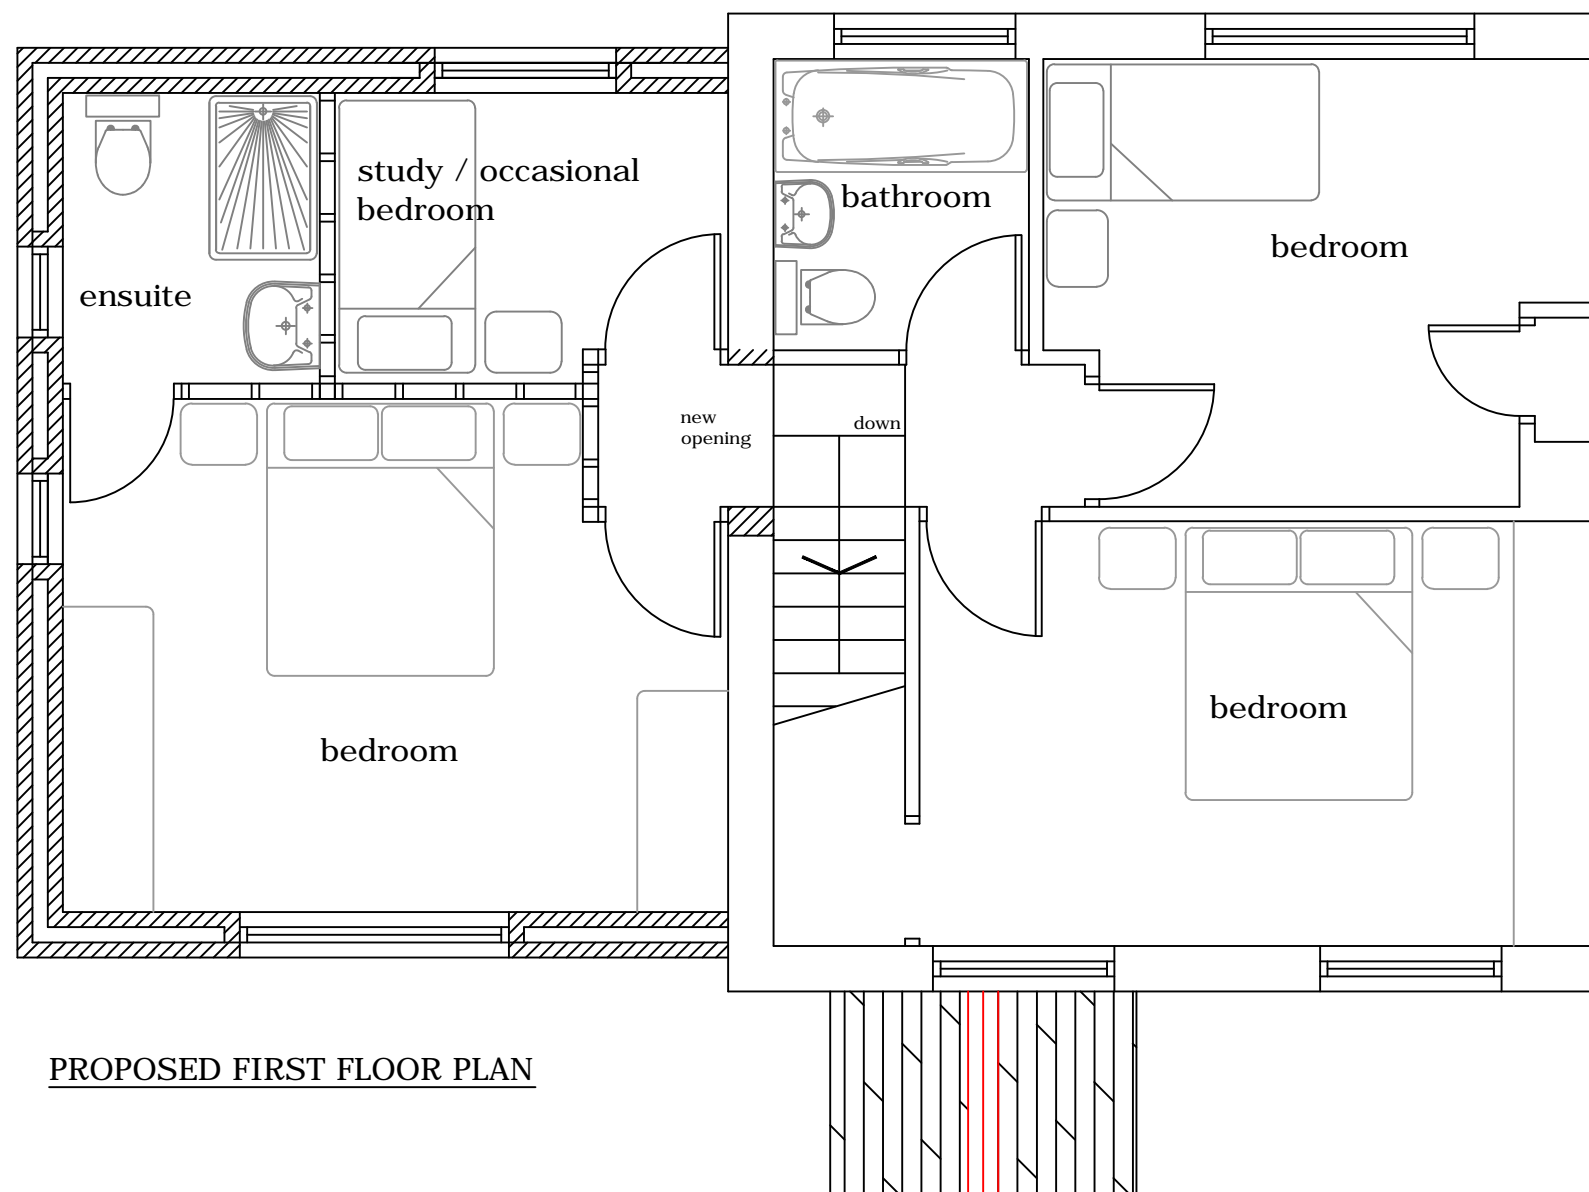 study / occasional
bedroom
bathroom
bedroom
ensuite
new
opening
down
bedroom
bedroom
PROPOSED FIRST FLOOR PLAN